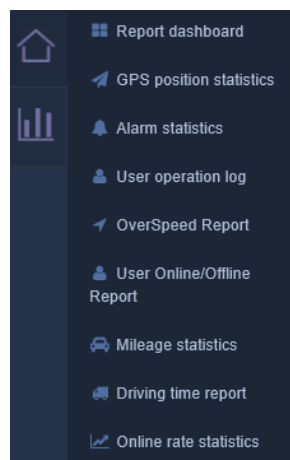 Report dashboard
GPS position statistics
Alarm statistics
User operation log
OverSpeed Report
User Online/Offline
Report
Mileage statistics
Driving time report
Online rate statistics